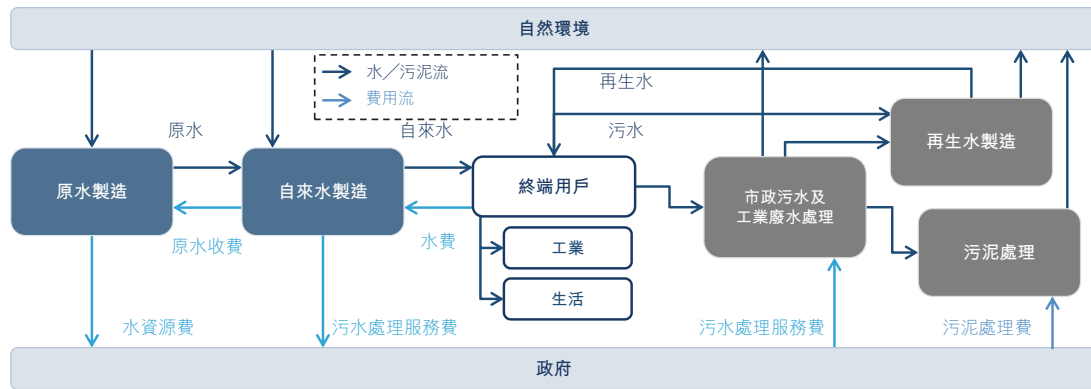 自然環境
水／污泥流
費用流
再生水
原水
自來水
污水
再生水製造
原水製造
自來水製造
終端用戶
市政污水及
工業廢水處理
原水收費
水費
工業
污泥處理
生活
水資源費
污水處理服務費
污水處理服務費
污泥處理費
政府